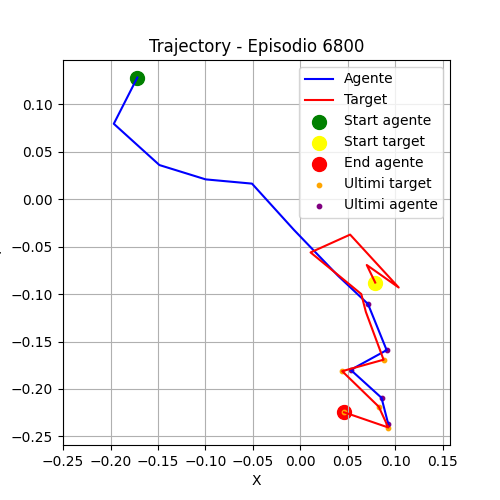 Trajectory - Episodio 6800
Agente
Target
Start agente
Start target
End agente
Ultimi target
Ultimi agente
0.10
0.05
0.00
−0.05
−0.10
−0.15
−0.20
−0.25
−0.25 −0.20 −0.15 −0.10 −0.05 0.00 0.05 0.10 0.15
X